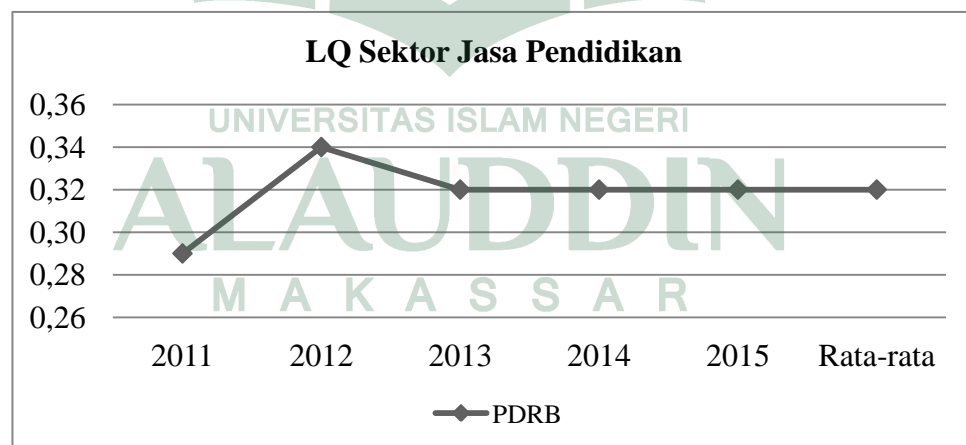 LQ Sektor Jasa Pendidikan
0,36
UNIVERSITAS ISLAM NEGERI
0,34
ALAUDDIN
0,32
0,30
0,28
MAKASSAR
0,26
2011 2012 2013 2014 2015 Rata-rata
PDRB